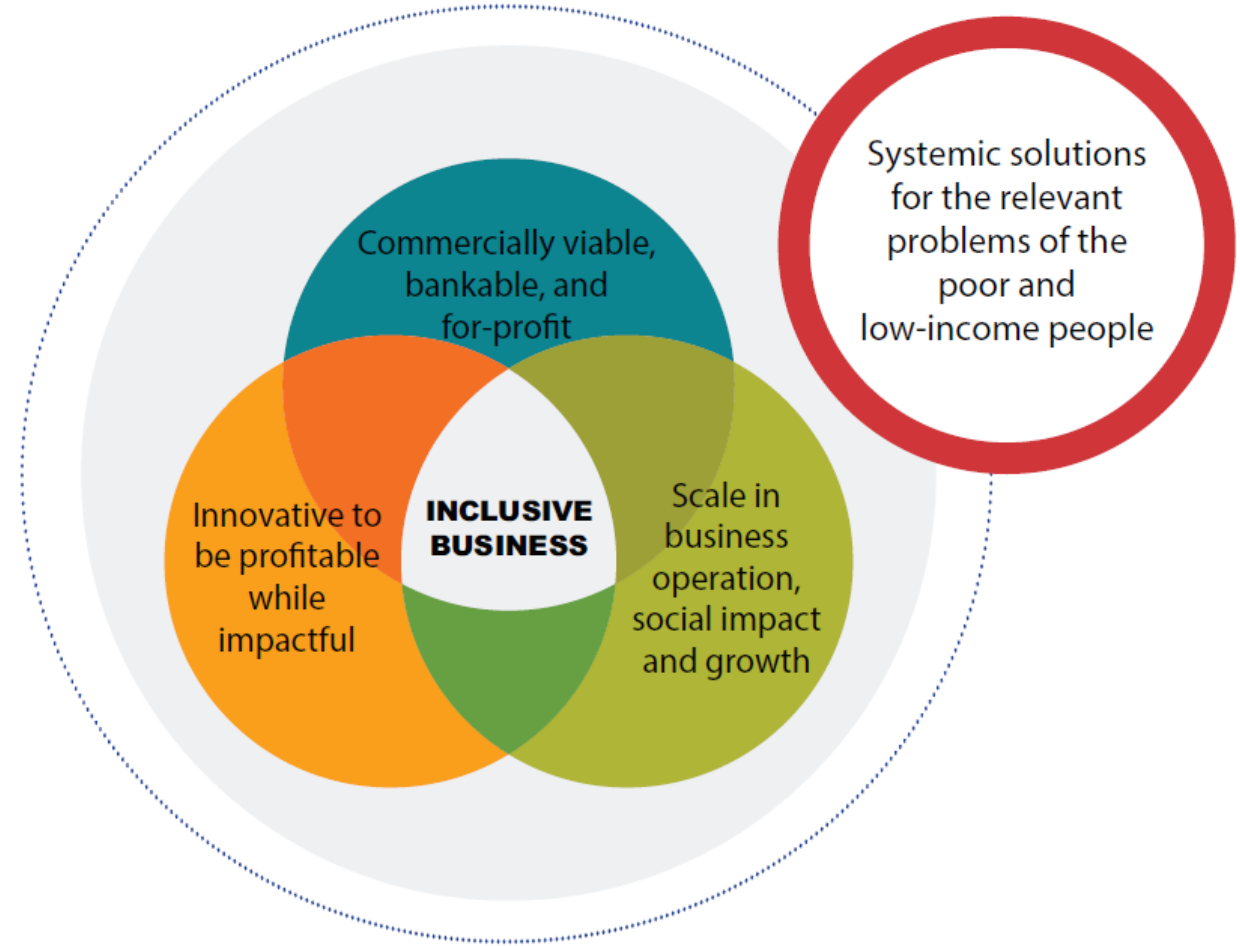 Systemic solutions
for the relevant
problems of the
poor and
low-income people
Commercially viable,
bankable, and
for-profit
Innovative to
be profitable
while
impactful
INCLUSIVE
BUSINESS
Scale in
business
operation,
social impact
and growth